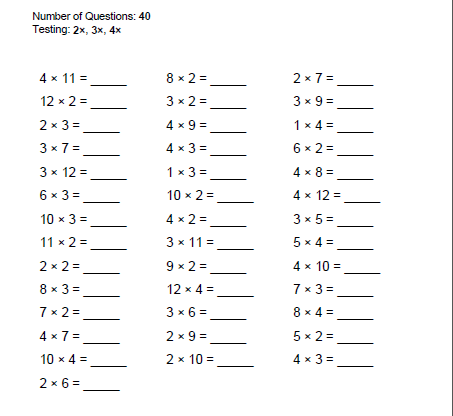 Number of Questions: 40
Testing: 2×, 3×, 4×
4 × 11 = _____ 8 × 2 = _____ 2 × 7 = _____
12 × 2 = _____ 3 × 2 = _____ 3 × 9 = _____
2 × 3 = _____ 4 × 9 = _____ 1 × 4 = _____
3 × 7 = _____ 4 × 3 = _____ 6 × 2 = _____
3 × 12 = _____ 1 × 3 = _____ 4 × 8 = _____
6 × 3 = _____ 10 × 2 = _____ 4 × 12 = _____
10 × 3 = _____ 4 × 2 = _____ 3 × 5 = _____
11 × 2 = _____ 3 × 11 = _____ 5 × 4 = _____
2 × 2 = _____ 9 × 2 = _____ 4 × 10 = _____
8 × 3 = _____ 12 × 4 = _____ 7 × 3 = _____
7 × 2 = _____ 3 × 6 = _____ 8 × 4 = _____
4 × 7 = _____ 2 × 9 = _____ 5 × 2 = _____
10 × 4 = _____ 2 × 10 = _____ 4 × 3 = _____
2 × 6 = _____